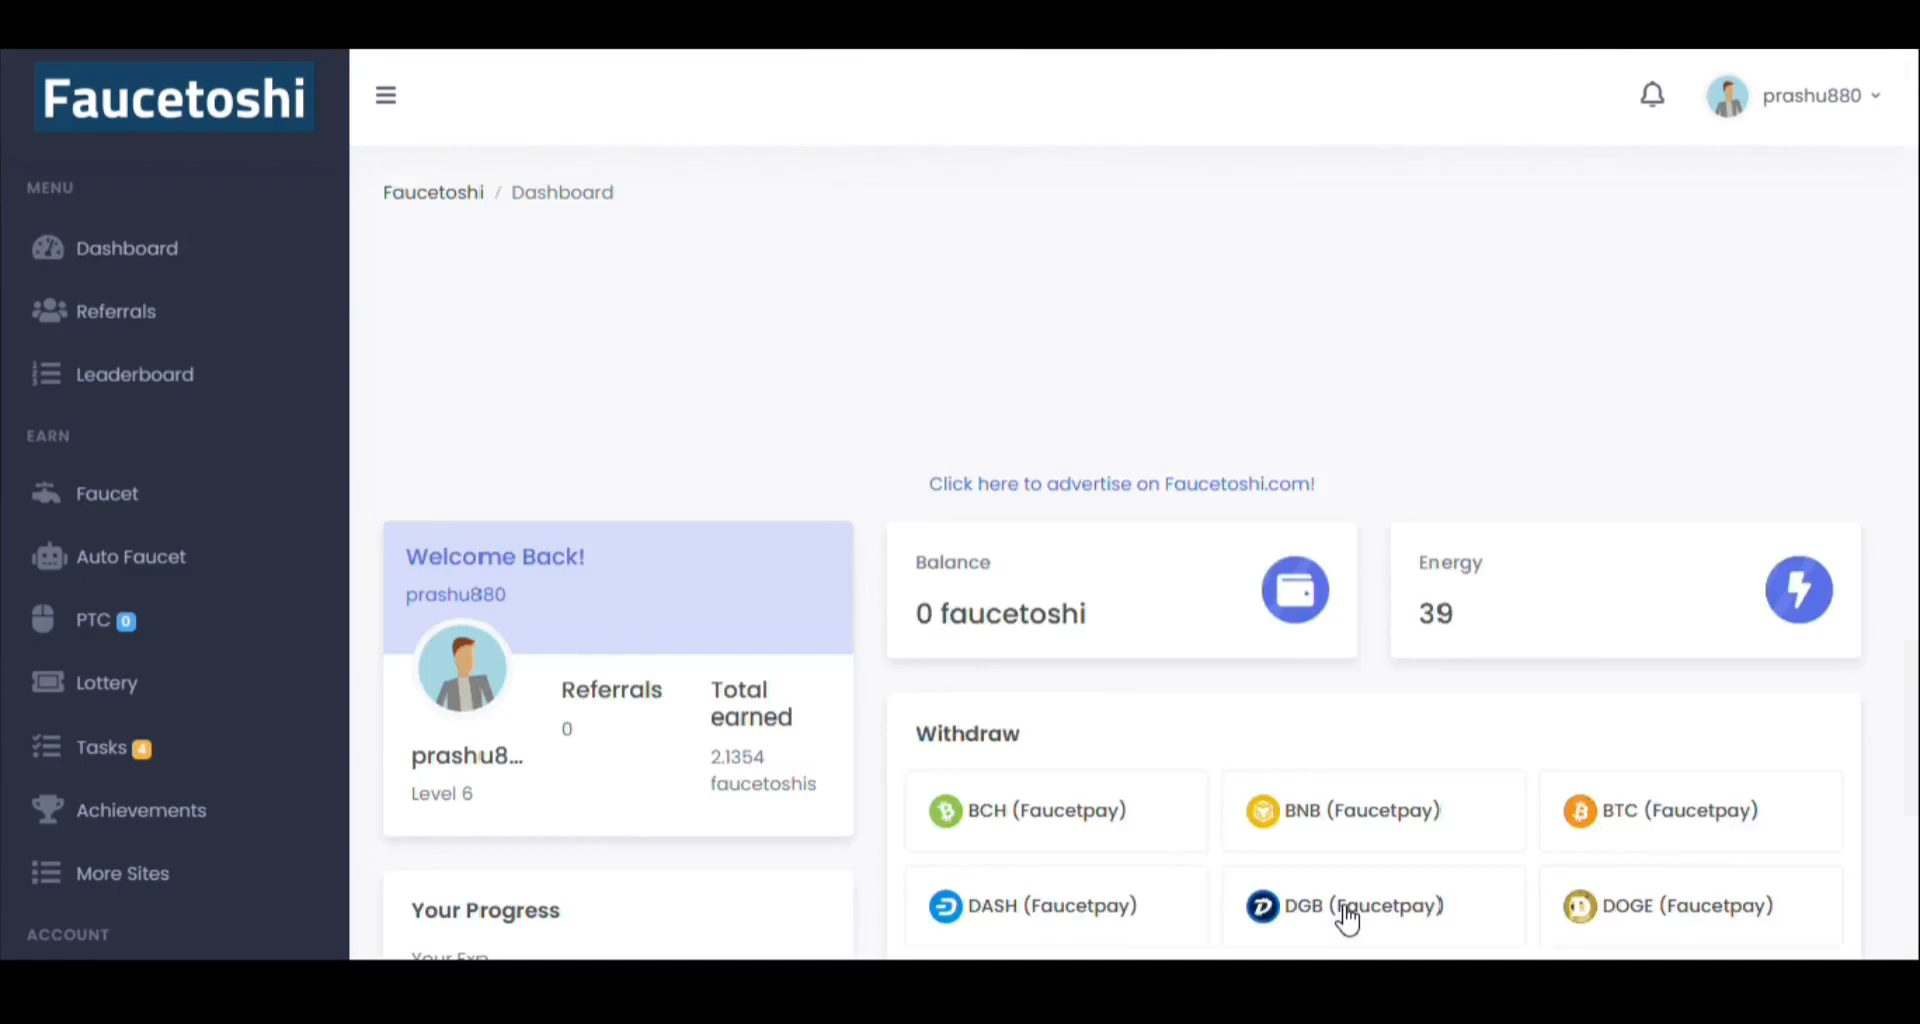 Faucetoshi
prashu880
MENU
Dashboard
Referrals
Leaderboard
EARN
Faucet
Auto Faucet
PTC 0
Lottery
Tasks 4
Achievements
More Sites
ACCOUNT
Faucetoshi / Dashboard
Click here to advertise on Faucetoshi.com!
Welcome Back!
prashu880
prashu8...
Level 6
Referrals
0
Total
earned
2.1354
faucetoshis
Your Progress
Your Exp
Balance
0 faucetoshi
Energy
39
Withdraw
BCH (Faucetpay)
BNB (Faucetpay)
BTC (Faucetpay)
DASH (Faucetpay)
DGB (Faucetpay)
DOGE (Faucetpay)